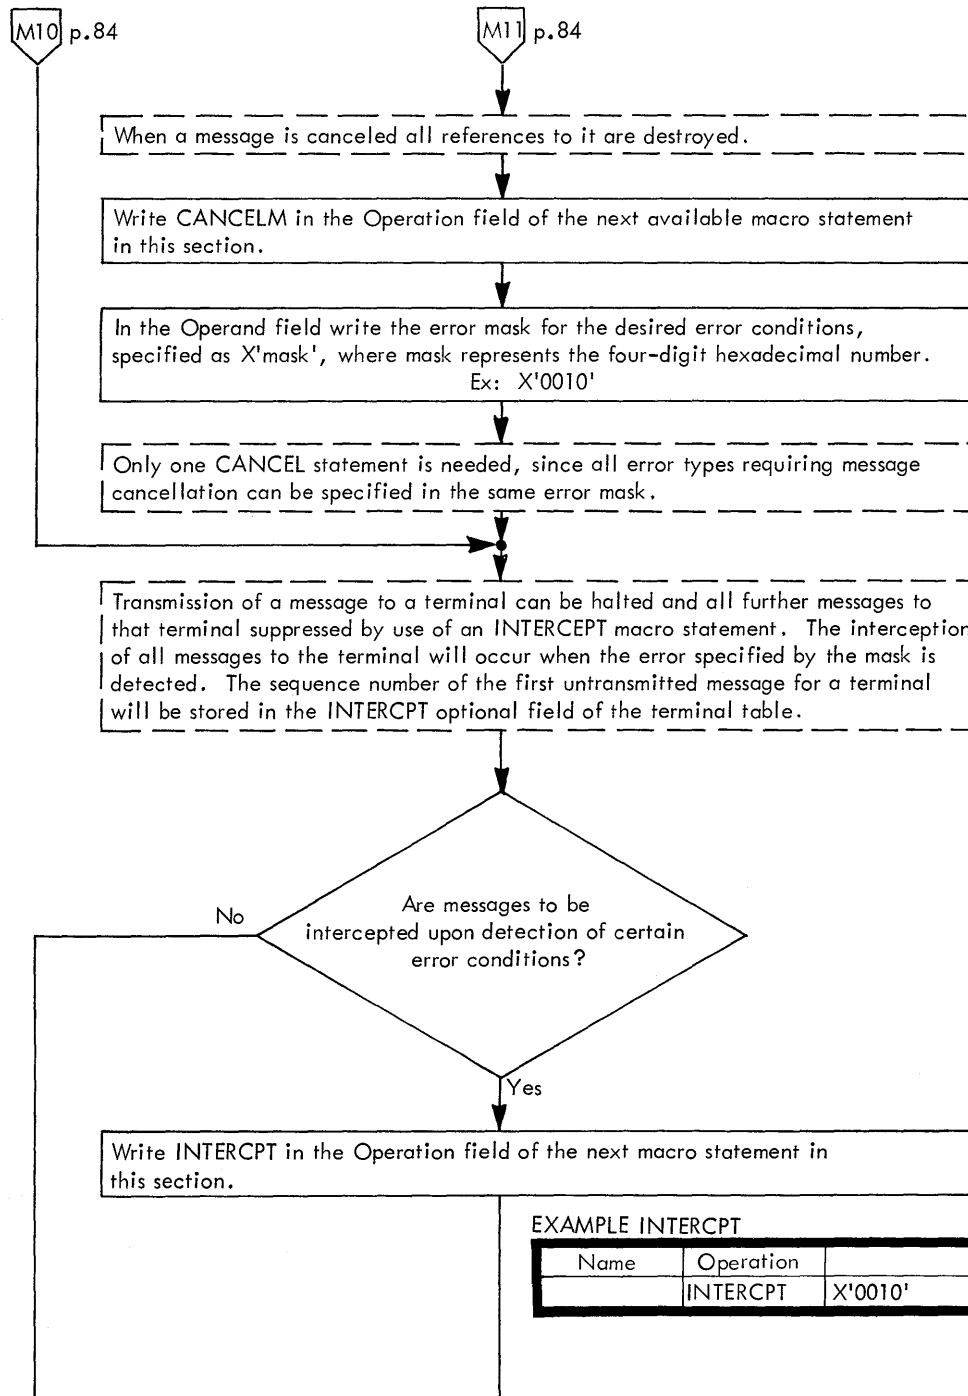 M10 p.84
M11 p.84
When a message is canceled all references to it are destroyed.
Write CANCELM in the Operation field of the next available macro statement
in this section.
In the Operand field write the error mask for the desired error conditions,
specified as X'mask', where mask represents the four-digit hexadecimal number.
Ex: X'0010'
Only one CANCEL statement is needed, since all error types requiring message
cancellation can be specified in the same error mask.
Transmission of a message to a terminal can be halted and all further messages to
that terminal suppressed by use of an INTERCEPT macro statement. The interception
of all messages to the terminal will occur when the error specified by the mask is
detected. The sequence number of the first untransmitted message for a terminal
will be stored in the INTERCPT optional field of the terminal table.
Are messages to be
intercepted upon detection of certain
error conditions?
No
Yes
Write INTERCPT in the Operation field of the next macro statement in
this section.
EXAMPLE INTERCPT
Name Operation
INTERCPT X'0010'